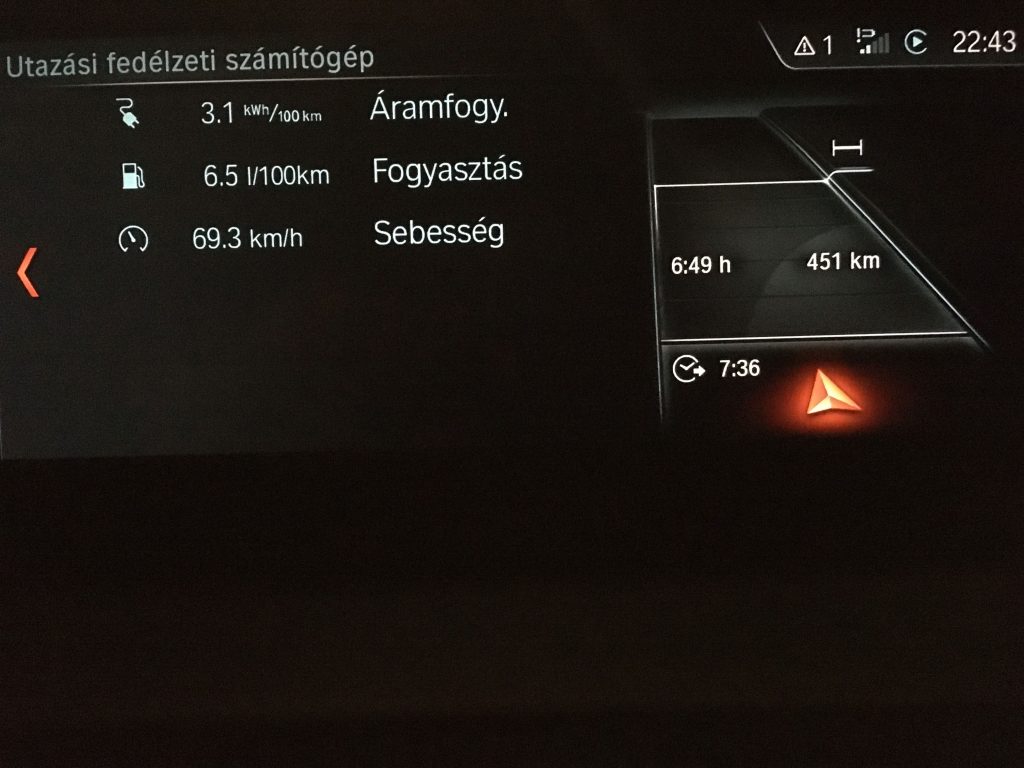 Utazási fedélzeti számítógép
1 22:43
3.1 kWh/100 km Áramfogy.
6.5 l/100km Fogyasztás
69.3 km/h Sebesség
6:49 h 451 km
7:36